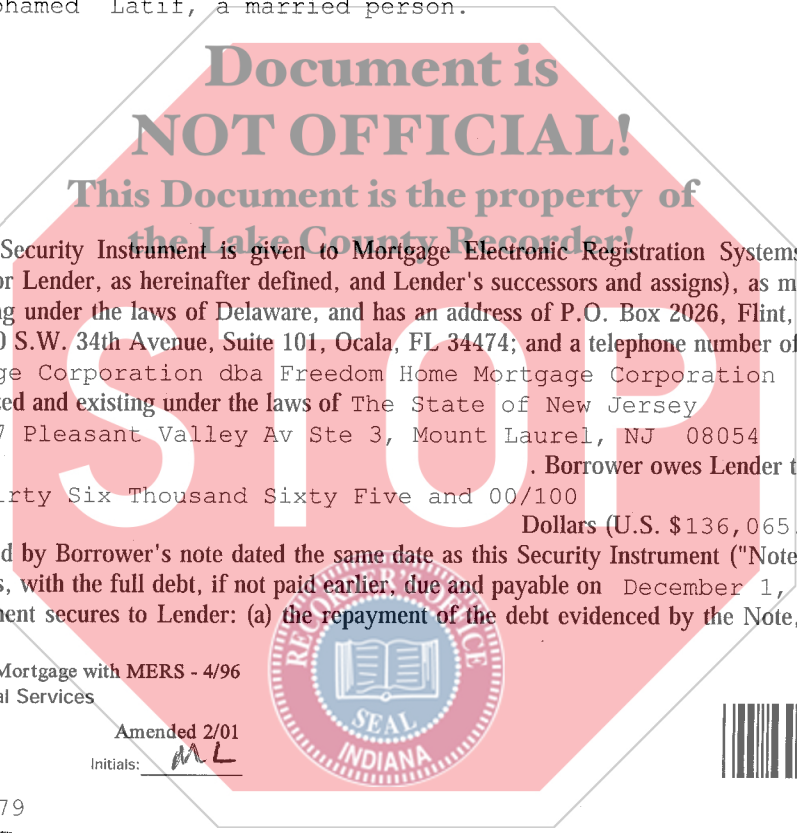 ohamed Latif, a married person.
Document is
NOT OFFICIAL!
This Document is the property of
the Lake County Recorder!
Security Instrument is given to Mortgage Electronic Registration Systems
or Lender, as hereinafter defined, and Lender's successors and assigns), as m
g under the laws of Delaware, and has an address of P.O. Box 2026, Flint,
0 S.W. 34th Avenue, Suite 101, Ocala, FL 34474; and a telephone number of
ge Corporation dba Freedom Home Mortgage Corporation
ed and existing under the laws of The State of New Jersey
7 Pleasant Valley Av Ste 3, Mount Laurel, NJ 08054
STOP
. Borrower owes Lender t
irty Six Thousand Sixty Five and 00/100
Dollars (U.S. $136,065.
d by Borrower's note dated the same date as this Security Instrument ("Note
s, with the full debt, if not paid earlier, due and payable on December 1,
ment secures to Lender: (a) the repayment of the debt evidenced by the Note,
RECORDER'S OFFICE
SEAL
INDIANA
Mortgage with MERS - 4/96
al Services
Amended 2/01
Initials: ML
79